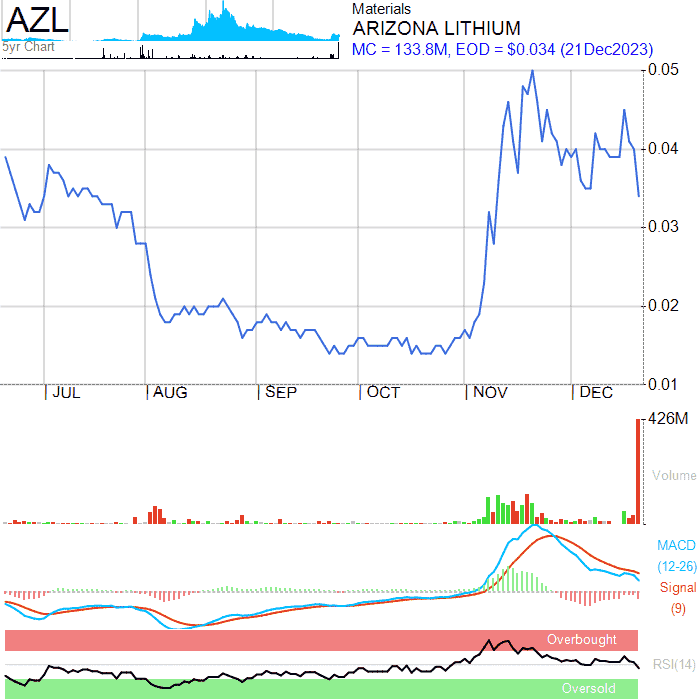 AZL
5yr Chart
Materials
ARIZONA LITHIUM
MC = 133.8M, EOD = $0.034 (21Dec2023)
0.05
0.04
0.03
0.02
0.01
JUL AUG SEP OCT NOV DEC
426M
Volume
MACD
(12-26)
Signal
(9)
Overbought
RSI(14)
Oversold